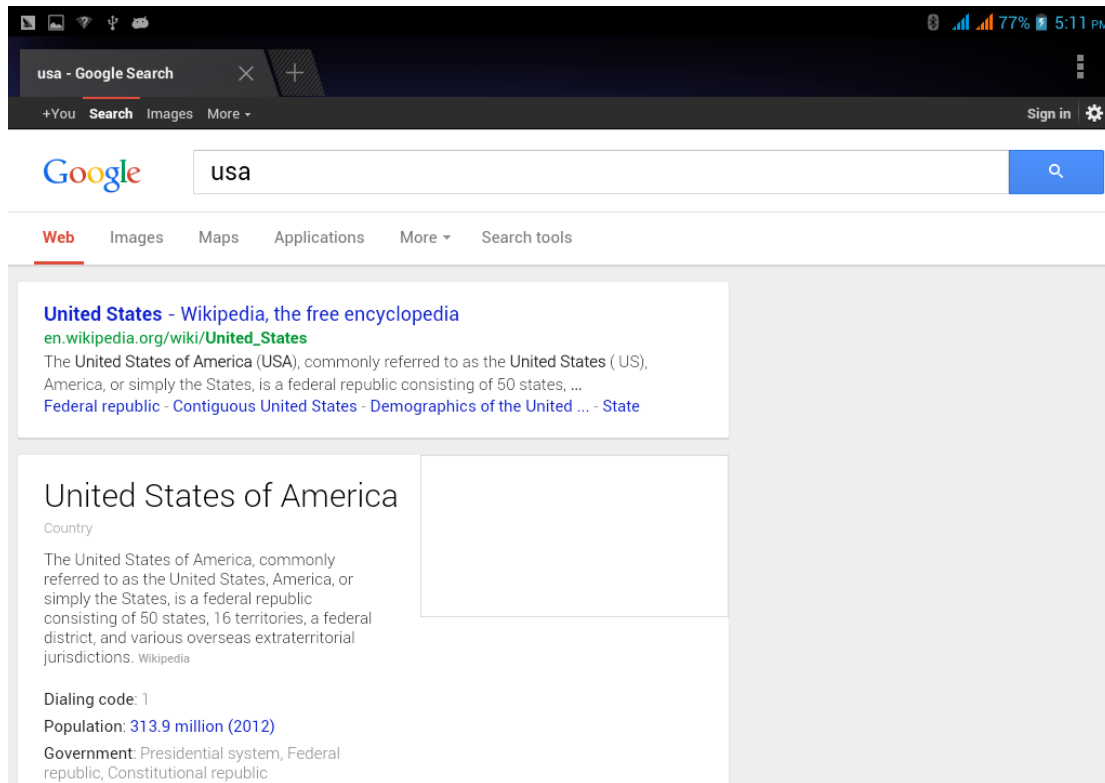 77% 5:11 PM
usa - Google Search
+You Search Images More
Sign in
Google
usa
Web Images Maps Applications More Search tools
United States - Wikipedia, the free encyclopedia
en.wikipedia.org/wiki/United_States
The United States of America (USA), commonly referred to as the United States ( US),
America, or simply the States, is a federal republic consisting of 50 states, ...
Federal republic - Contiguous United States - Demographics of the United ... - State
United States of America
Country
The United States of America, commonly
referred to as the United States, America, or
simply the States, is a federal republic
consisting of 50 states, 16 territories, a federal
district, and various overseas extraterritorial
jurisdictions. Wikipedia
Dialing code: 1
Population: 313.9 million (2012)
Government: Presidential system, Federal
republic, Constitutional republic